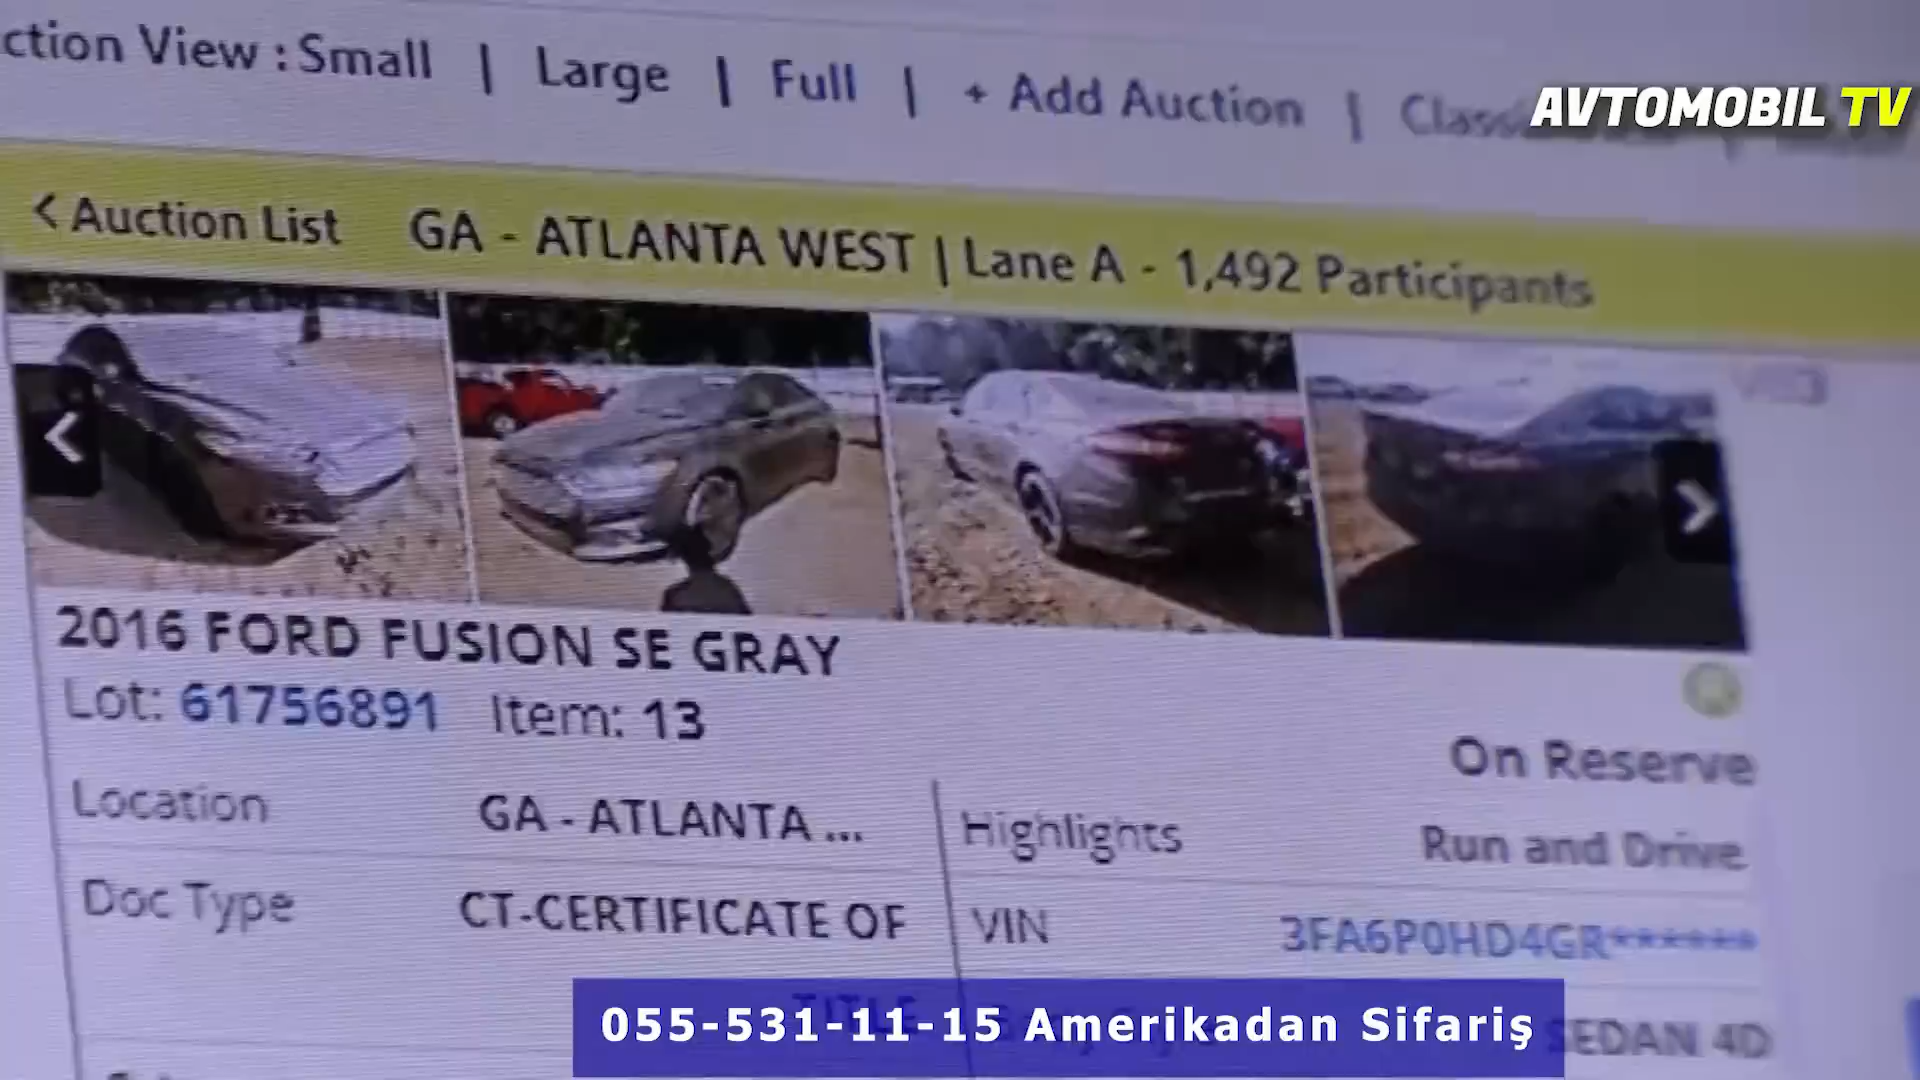 ction View : Small | Large | Full | + Add Auction |
AVTOMOBIL TV
< Auction List GA - ATLANTA WEST | Lane A - 1,492 Participants
2016 FORD FUSION SE GRAY
Lot: 61756891 Item: 13
On Reserve
Location GA - ATLANTA ...
Highlights Run and Drive
Doc Type CT-CERTIFICATE OF
TITLE
VIN 3FA6P0HD4GR******
SEDAN 4D
055-531-11-15 Amerikadan Sifariş